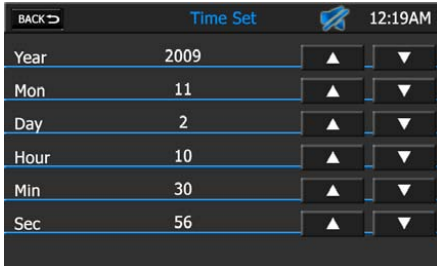 BACK Time Set 12:19AM
Year 2009
Mon 11
Day 2
Hour 10
Min 30
Sec 56